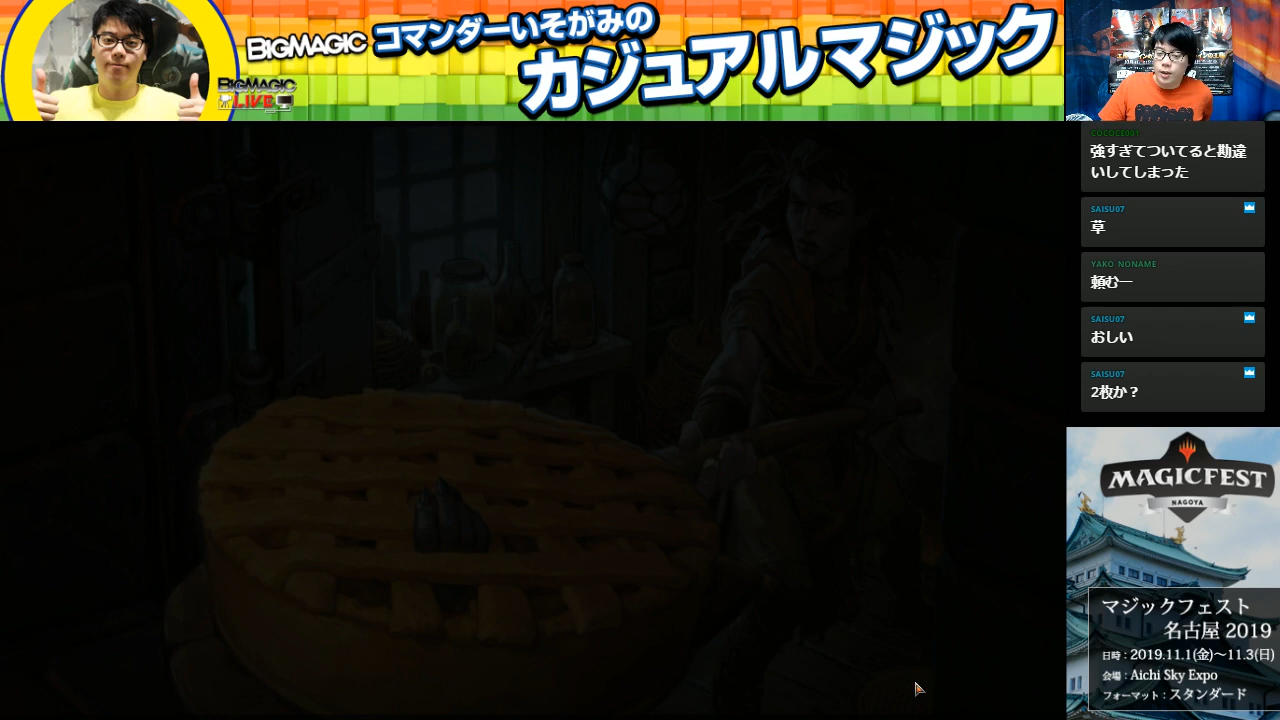 BIGMAGIC コマンダーいそがみの
カジュアルマジック
BIGMAGIC
LIVE
COCOCE001
強すぎてついてると勘違
いしてしまった
SAISU07
草
YAKO NONAME
頼むー
SAISU07
おしい
SAISU07
2枚か？
MAGICFEST
NAGOYA
マジックフェスト
名古屋 2019
日時：2019.11.1(金)～11.3(日)
会場：Aichi Sky Expo
フォーマット：スタンダード